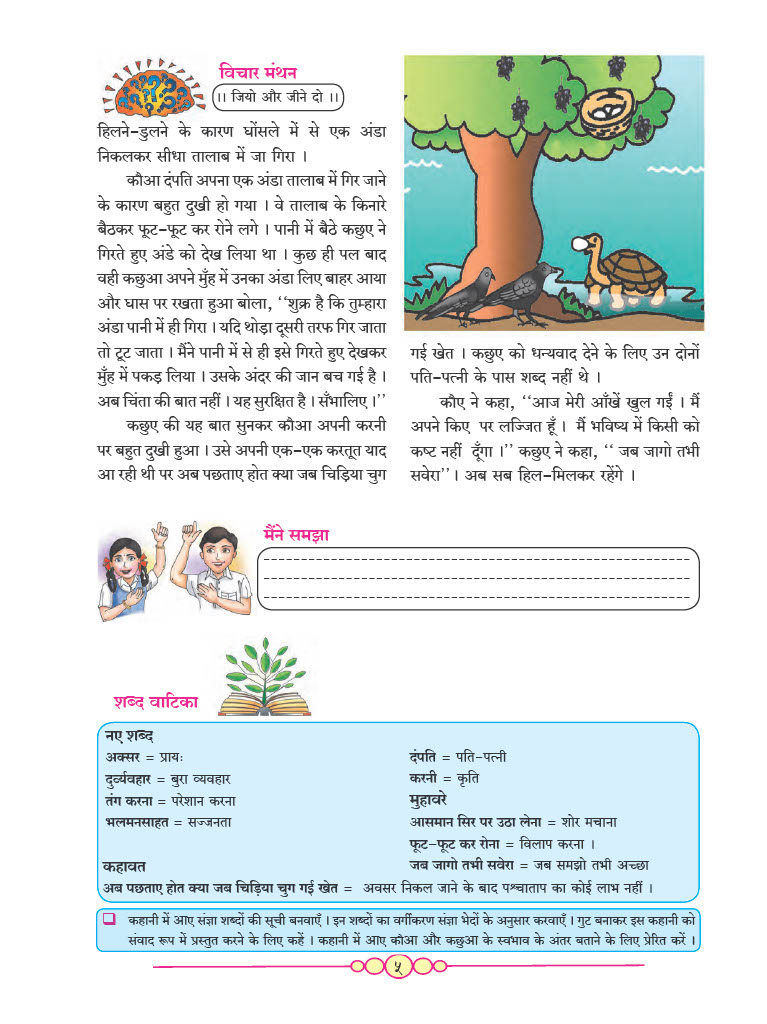 विचार मंथन
।। जियो और जीने दो ।।
हिलने-डुलने के कारण घोंसले में से एक अंडा
निकलकर सीधा तालाब में जा गिरा ।
कौआ दंपति अपना एक अंडा तालाब में गिर जाने
के कारण बहुत दुखी हो गया । वे तालाब के किनारे
बैठकर फूट-फूट कर रोने लगे । पानी में बैठे कछुए ने
गिरते हुए अंडे को देख लिया था । कुछ ही पल बाद
वही कछुआ अपने मुँह में उनका अंडा लिए बाहर आया
और घास पर रखता हुआ बोला, ‘‘शुक्र है कि तुम्हारा
अंडा पानी में ही गिरा । यदि थोड़ा दूसरी तरफ गिर जाता
तो टूट जाता । मैंने पानी में से ही इसे गिरते हुए देखकर
मुँह में पकड़ लिया । उसके अंदर की जान बच गई है ।
अब चिंता की बात नहीं । यह सुरक्षित है । सँभालिए ।’’
कछुए की यह बात सुनकर कौआ अपनी करनी
पर बहुत दुखी हुआ । उसे अपनी एक-एक करतूत याद
आ रही थी पर अब पछताए होत क्या जब चिड़िया चुग
गई खेत । कछुए को धन्यवाद देने के लिए उन दोनों
पति-पत्नी के पास शब्द नहीं थे ।
कौए ने कहा, ‘‘आज मेरी आँखें खुल गईं । मैं
अपने किए पर लज्जित हूँ । मैं भविष्य में किसी को
कष्ट नहीं दूँगा ।’’ कछुए ने कहा, ‘‘ जब जागो तभी
सवेरा’’ । अब सब हिल-मिलकर रहेंगे ।
मैंने समझा
शब्द वाटिका
नए शब्द
अक्सर = प्रायः
दुर्व्यवहार = बुरा व्यवहार
तंग करना = परेशान करना
भलमनसाहत = सज्जनता
दंपति = पति-पत्नी
करनी = कृति
मुहावरे
आसमान सिर पर उठा लेना = शोर मचाना
फूट-फूट कर रोना = विलाप करना ।
जब जागो तभी सवेरा = जब समझो तभी अच्छा
कहावत
अब पछताए होत क्या जब चिड़िया चुग गई खेत = अवसर निकल जाने के बाद पश्चाताप का कोई लाभ नहीं ।
कहानी में आए संज्ञा शब्दों की सूची बनवाएँ । इन शब्दों का वर्गीकरण संज्ञा भेदों के अनुसार करवाएँ । गुट बनाकर इस कहानी को
संवाद रूप में प्रस्तुत करने के लिए कहें । कहानी में आए कौआ और कछुआ के स्वभाव के अंतर बताने के लिए प्रेरित करें ।
५